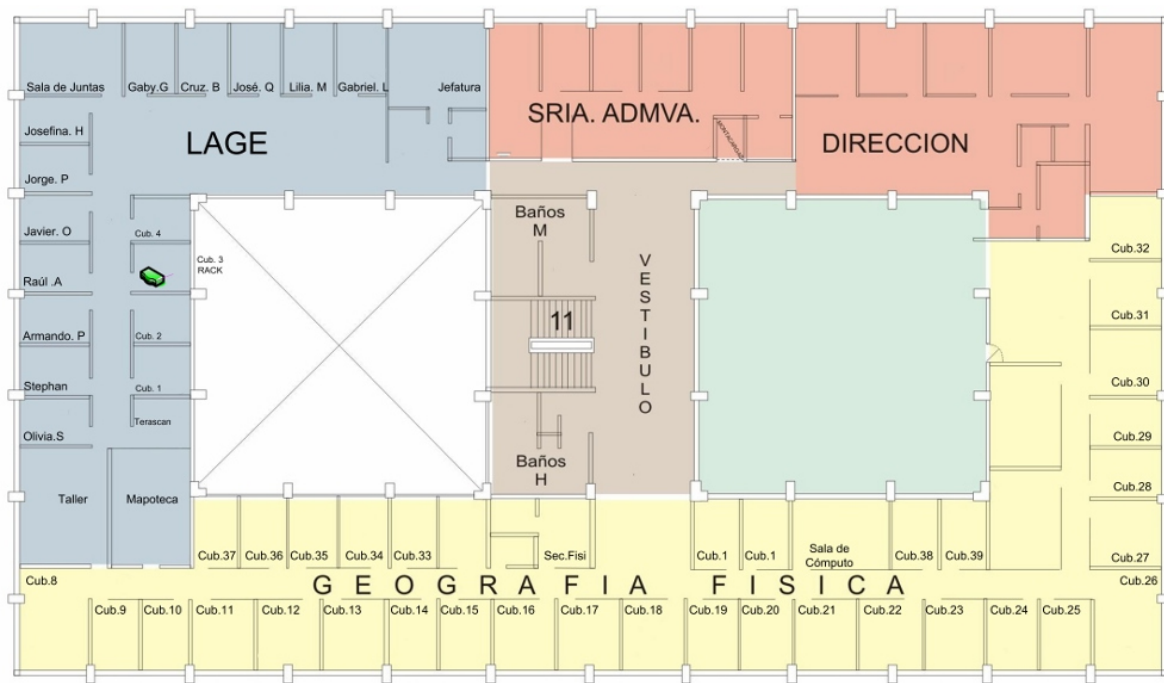 Sala de Juntas
Gaby.G
Cruz. B
José. Q
Lilia. M
Gabriel. L
Jefatura
SRIA. ADMVA.
MONTACARGAS
LAGE
DIRECCION
Josefina. H
Jorge. P
Javier. O
Cub. 4
Raúl .A
Cub. 3
RACK
Armando. P
Cub. 2
Stephan
Cub. 1
Terascan
Olivia.S
Taller
Mapoteca
Baños
M
11
VESTIBULO
Baños
H
Cub.32
Cub.31
Cub.30
Cub.29
Cub.28
Cub.27
Cub.26
Cub.37
Cub.36
Cub.35
Cub.34
Cub.33
Sec.Fisi
Cub.1
Cub.1
Sala de
Cómputo
Cub.38
Cub.39
GEOGRAFIA FISICA
Cub.8
Cub.9
Cub.10
Cub.11
Cub.12
Cub.13
Cub.14
Cub.15
Cub.16
Cub.17
Cub.18
Cub.19
Cub.20
Cub.21
Cub.22
Cub.23
Cub.24
Cub.25